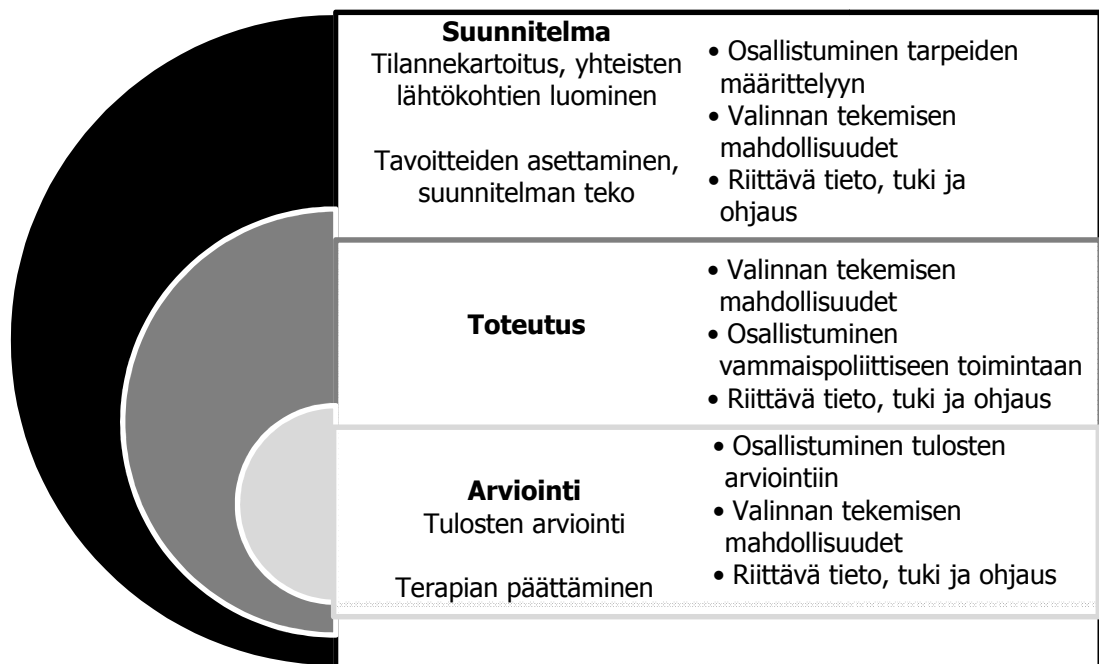 Suunnitelma
Tilannekartoitus, yhteisten
lähtökohtien luominen
Tavoitteiden asettaminen,
suunnitelman teko
• Osallistuminen tarpeiden
määrittelyyn
• Valinnan tekemisen
mahdollisuudet
• Riittävä tieto, tuki ja
ohjaus
Toteutus
• Valinnan tekemisen
mahdollisuudet
• Osallistuminen
vammaispoliittiseen toimintaan
• Riittävä tieto, tuki ja ohjaus
Arviointi
Tulosten arviointi
Terapian päättäminen
• Osallistuminen tulosten
arviointiin
• Valinnan tekemisen
mahdollisuudet
• Riittävä tieto, tuki ja ohjaus